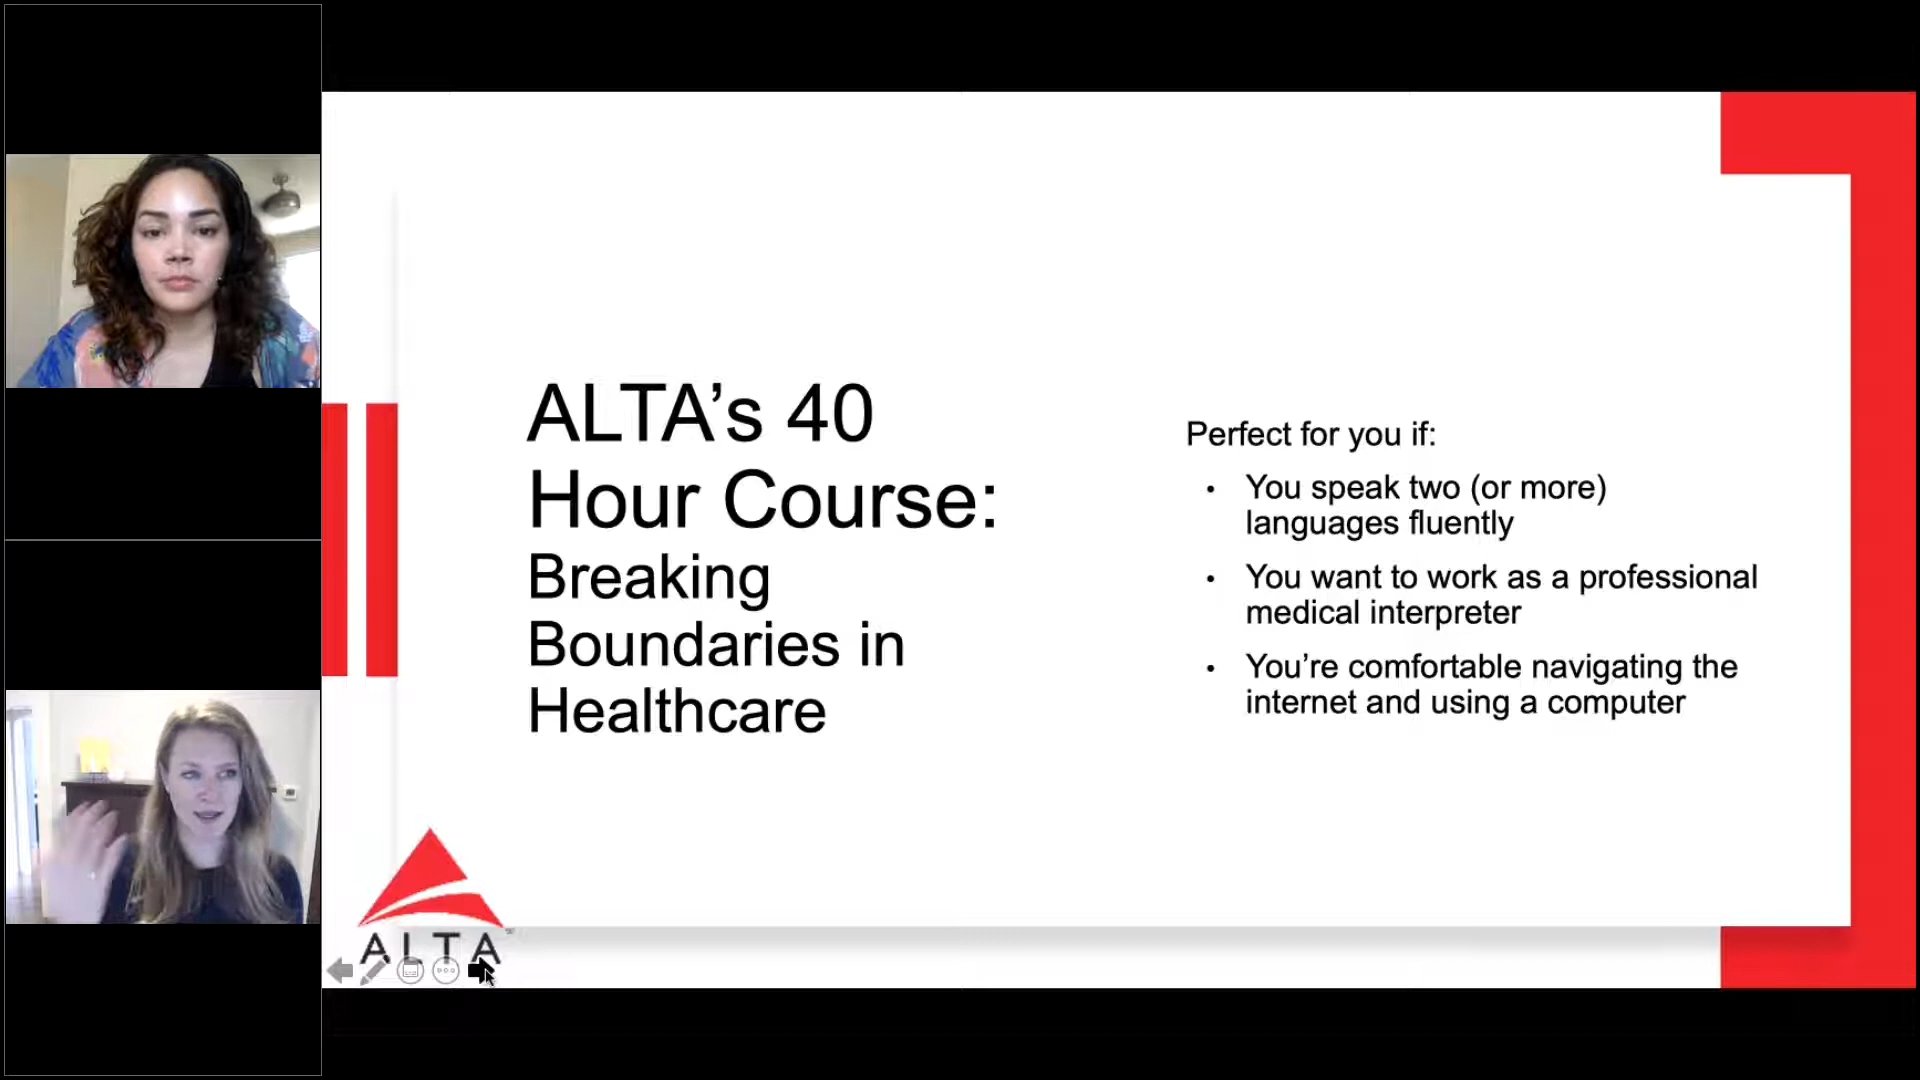 ALTA’s 40
Hour Course:
Breaking
Boundaries in
Healthcare
Perfect for you if:
• You speak two (or more)
languages fluently
• You want to work as a professional
medical interpreter
• You’re comfortable navigating the
internet and using a computer
ALTA